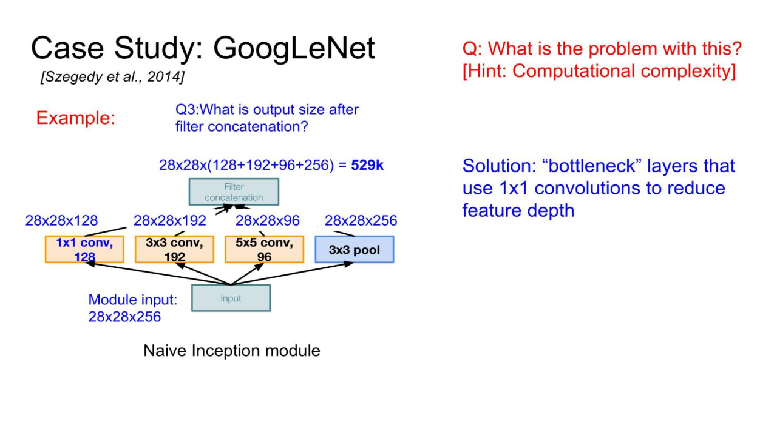 Case Study: GoogLeNet
[Szegedy et al., 2014]
Q: What is the problem with this?
[Hint: Computational complexity]
Example:
Q3:What is output size after
filter concatenation?
28x28x(128+192+96+256) = 529k
Filter
concatenation
28x28x128
28x28x192
28x28x96
28x28x256
1x1 conv,
128
3x3 conv,
192
5x5 conv,
96
3x3 pool
Module input:
28x28x256
Input
Naive Inception module
Solution: “bottleneck” layers that
use 1x1 convolutions to reduce
feature depth